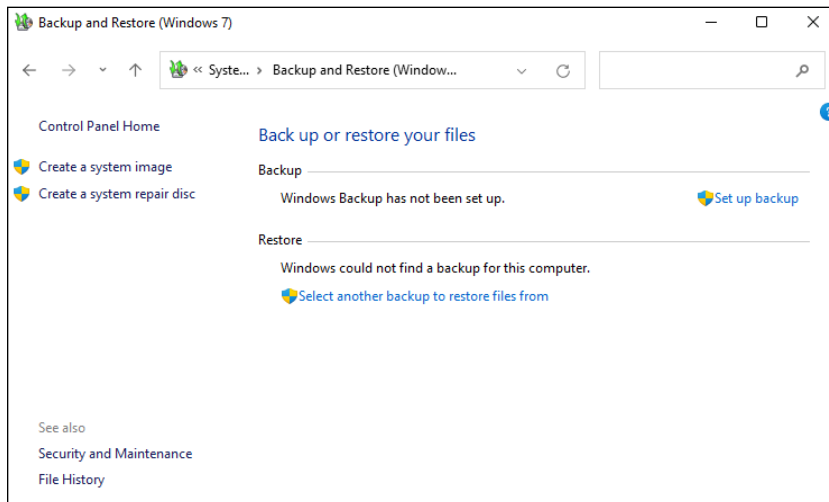 Backup and Restore (Windows 7)
« Syste... › Backup and Restore (Window...
Control Panel Home
Create a system image
Create a system repair disc
Back up or restore your files
Backup
Windows Backup has not been set up.
Set up backup
Restore
Windows could not find a backup for this computer.
Select another backup to restore files from
See also
Security and Maintenance
File History